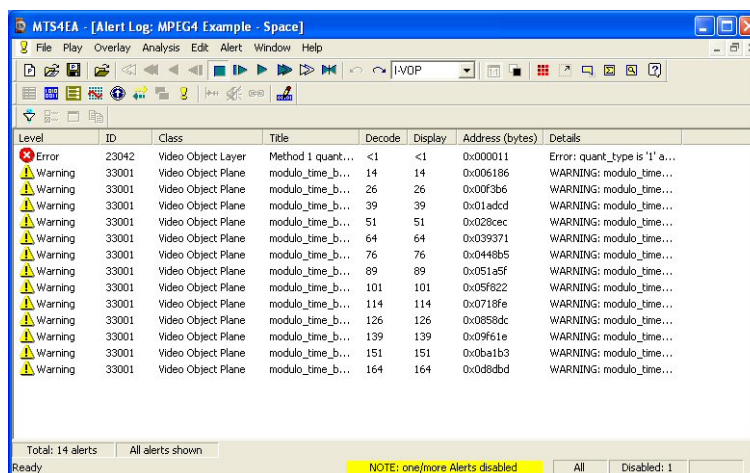 MTS4EA - [Alert Log: MPEG4 Example - Space]
File Play Overlay Analysis Edit Alert Window Help
I-VOP
Level ID Class Title Decode Display Address (bytes) Details
Error 23042 Video Object Layer Method 1 quant... <1 <1 0x000011 Error: quant_type is '1' a...
Warning 33001 Video Object Plane modulo_time_b... 14 14 0x006186 WARNING: modulo_time...
Warning 33001 Video Object Plane modulo_time_b... 26 26 0x00f3b6 WARNING: modulo_time...
Warning 33001 Video Object Plane modulo_time_b... 39 39 0x01adcd WARNING: modulo_time...
Warning 33001 Video Object Plane modulo_time_b... 51 51 0x028cec WARNING: modulo_time...
Warning 33001 Video Object Plane modulo_time_b... 64 64 0x039371 WARNING: modulo_time...
Warning 33001 Video Object Plane modulo_time_b... 76 76 0x0448b5 WARNING: modulo_time...
Warning 33001 Video Object Plane modulo_time_b... 89 89 0x051a5f WARNING: modulo_time...
Warning 33001 Video Object Plane modulo_time_b... 101 101 0x05f822 WARNING: modulo_time...
Warning 33001 Video Object Plane modulo_time_b... 114 114 0x0718fe WARNING: modulo_time...
Warning 33001 Video Object Plane modulo_time_b... 126 126 0x0858dc WARNING: modulo_time...
Warning 33001 Video Object Plane modulo_time_b... 139 139 0x09f61e WARNING: modulo_time...
Warning 33001 Video Object Plane modulo_time_b... 151 151 0x0ba1b3 WARNING: modulo_time...
Warning 33001 Video Object Plane modulo_time_b... 164 164 0x0d8dbd WARNING: modulo_time...
Total: 14 alerts All alerts shown
Ready NOTE: one/more Alerts disabled All Disabled: 1